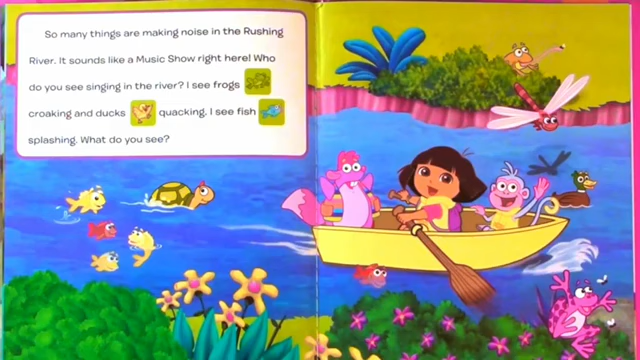 So many things are making noise in the Rushing
River. It sounds like a Music Show right here! Who
do you see singing in the river? I see frogs
croaking and ducks quacking. I see fish
splashing. What do you see?